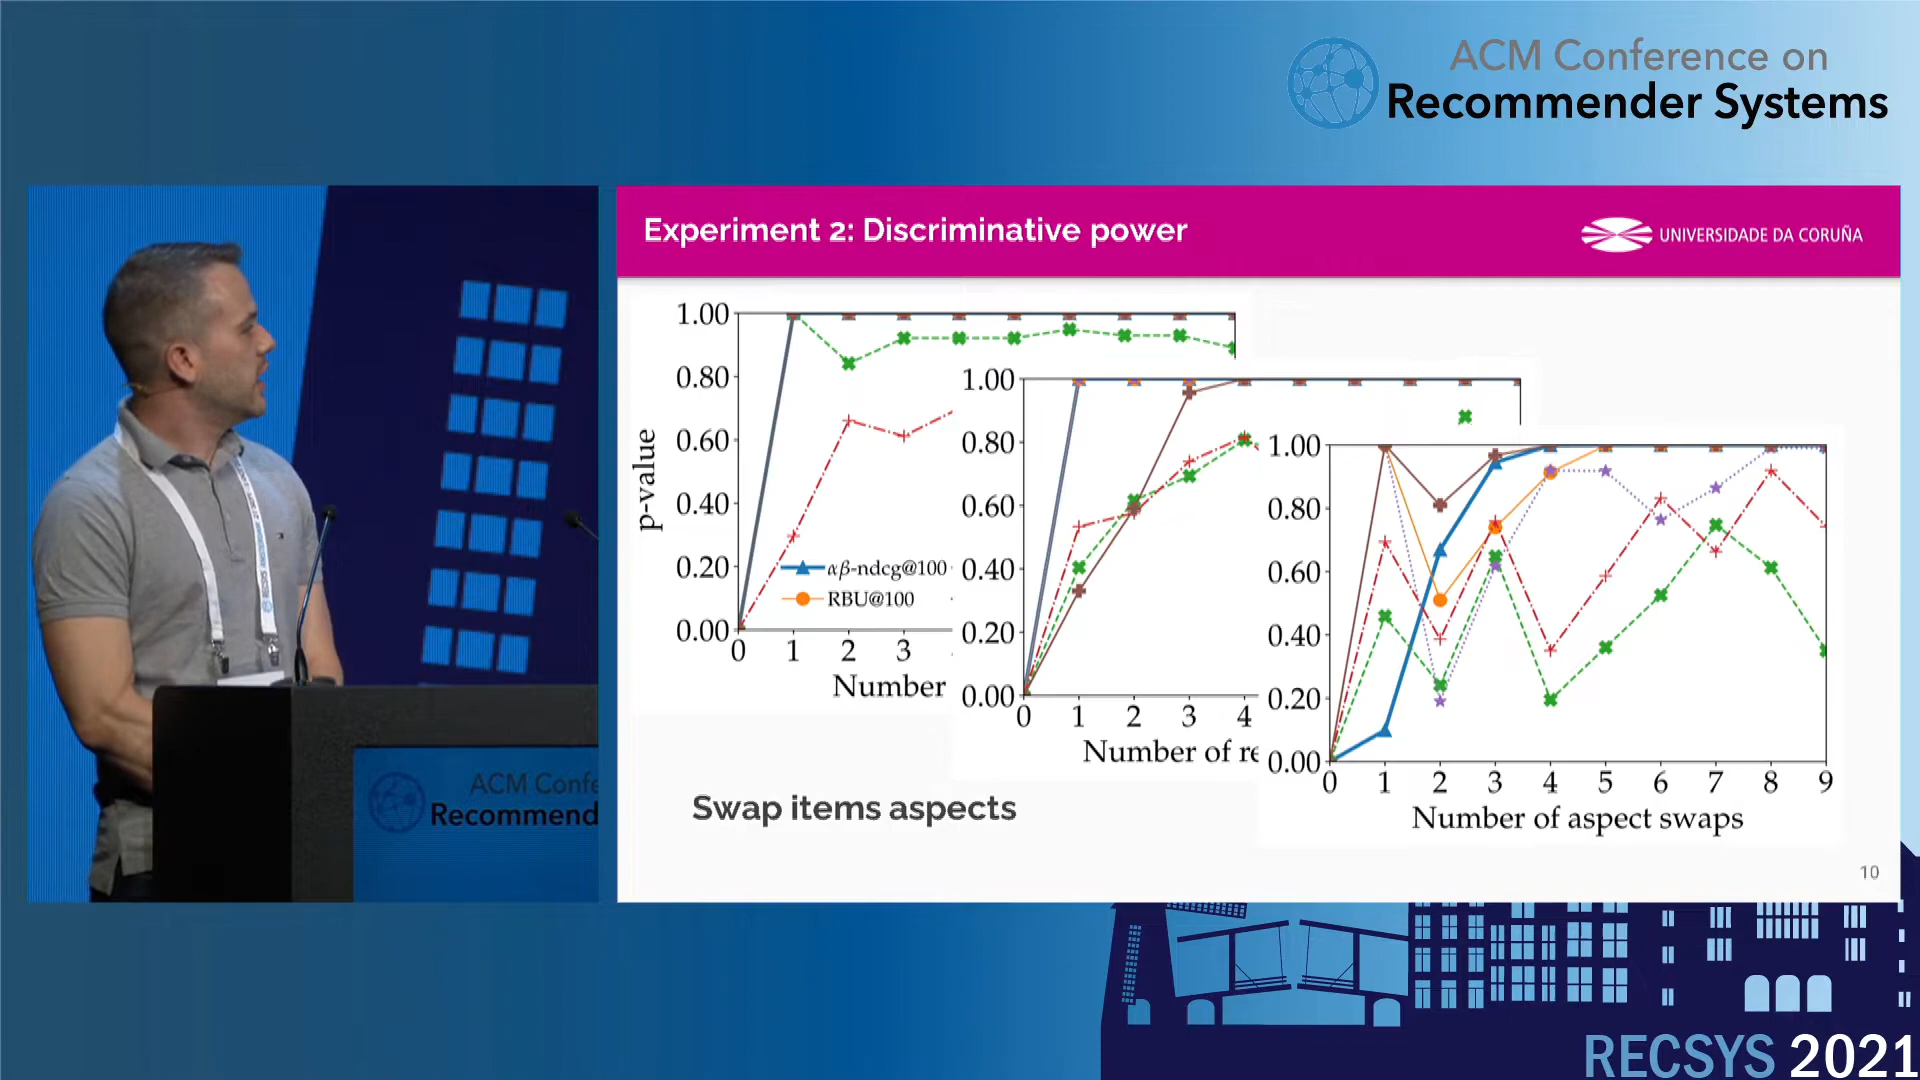 ACM Conference on
Recommender Systems
Experiment 2: Discriminative power
UNIVERSIDADE DA CORUÑA
1.00
0.80
0.60
0.40
0.20
0.00
p-value
αβ-ndcg@100
RBU@100
0 1 2 3
Number
1.00
0.80
0.60
0.40
0.20
0.00
0 1 2 3 4
Number of re
1.00
0.80
0.60
0.40
0.20
0.00
0 1 2 3 4 5 6 7 8 9
Number of aspect swaps
Swap items aspects
10
ACM Confe
Recommend
RECSYS 2021